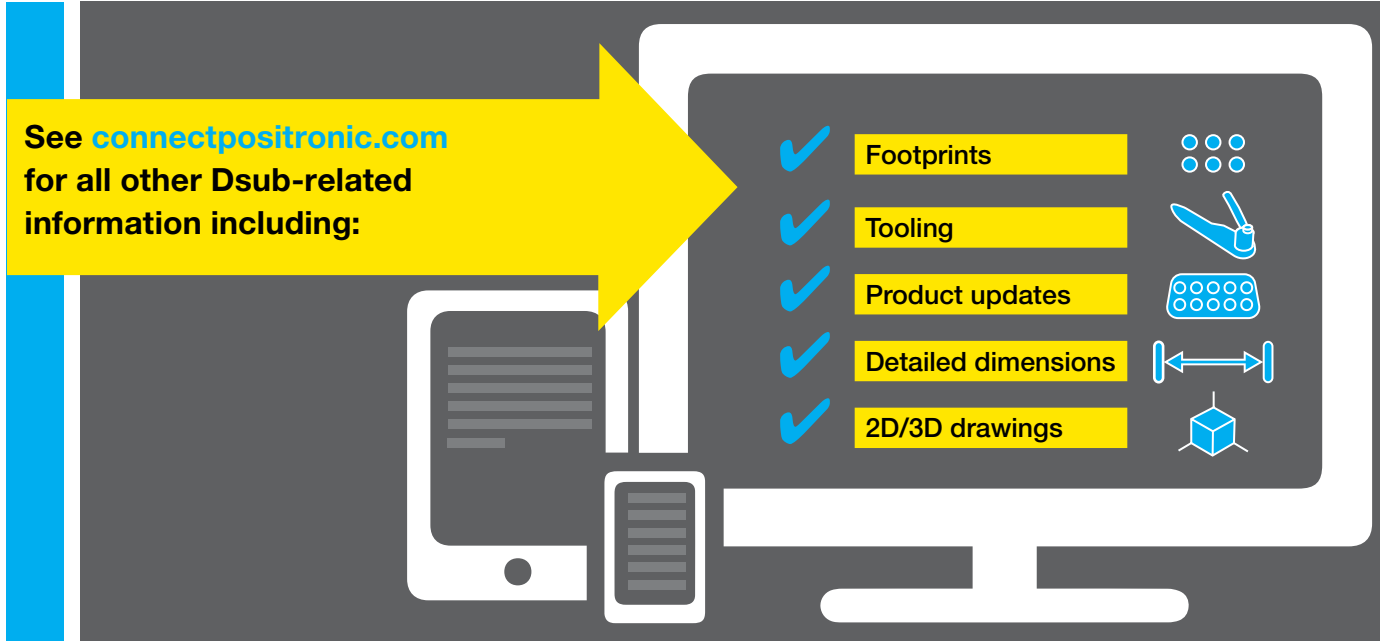 See connectpositronic.com
for all other Dsub-related
information including:
Footprints
Tooling
Product updates
Detailed dimensions
2D/3D drawings